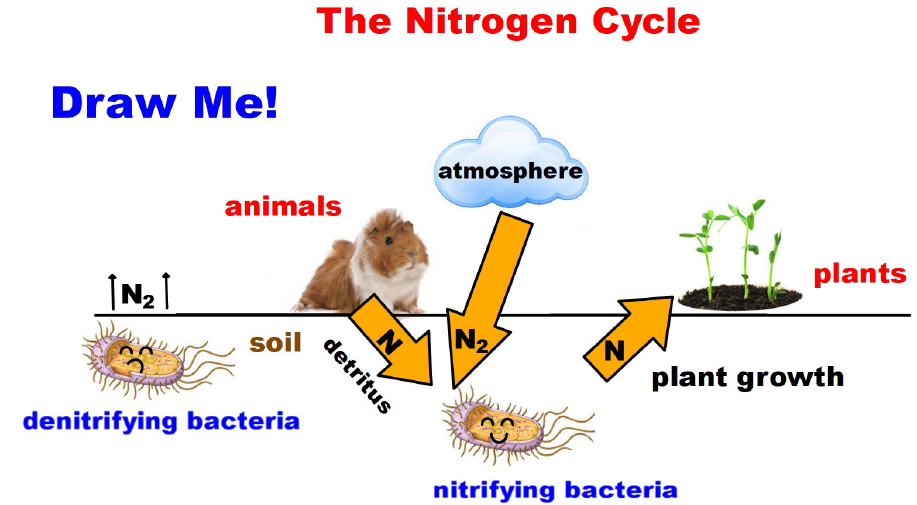 The Nitrogen Cycle
Draw Me!
atmosphere
animals
plants
N₂
soil
N
detritus
N₂
N
plant growth
denitrifying bacteria
nitrifying bacteria